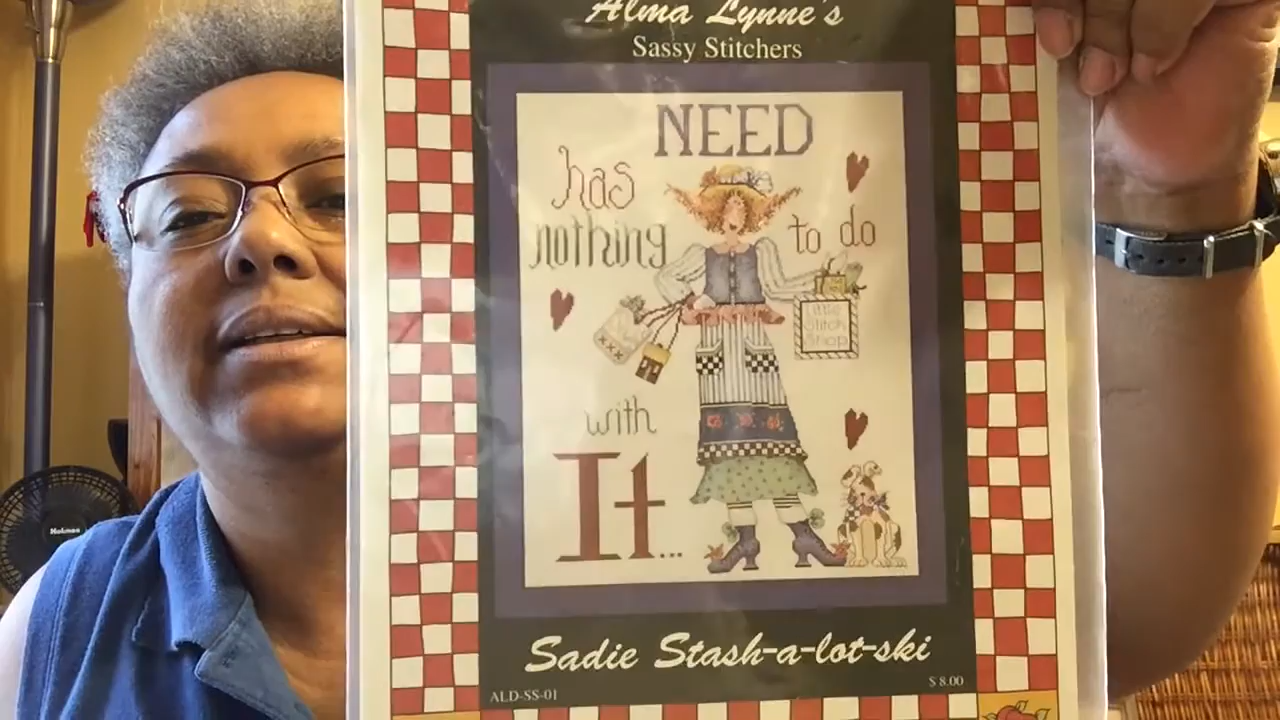 Alma Lynne's
Sassy Stitchers
NEED
has
nothing
to do
Little
Stitch
Shop
with
It...
Sadie Stash-a-lot-ski
ALD-SS-01
$8.00
Holmes